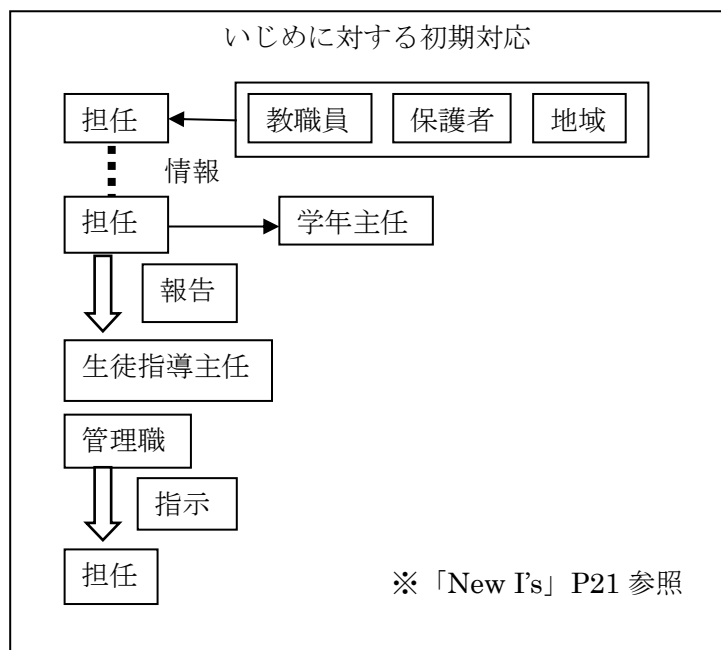 いじめに対する初期対応
担任 教職員 保護者 地域
情報
担任 学年主任
報告
生徒指導主任
管理職
指示
担任
※「New I's」P21 参照